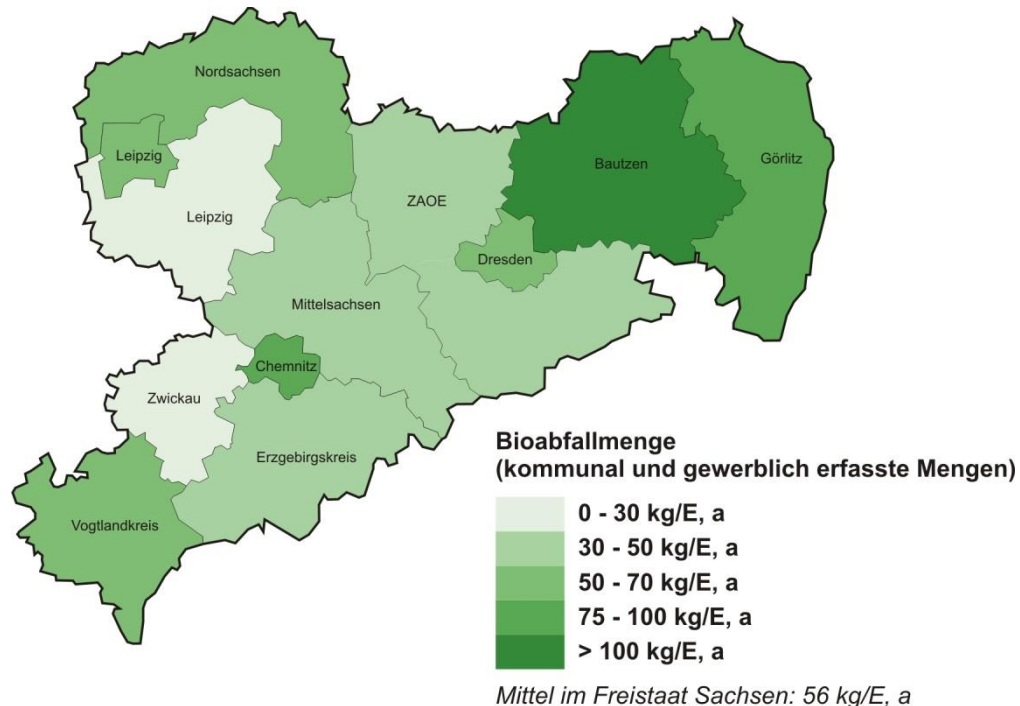 Nordsachsen
Leipzig
Leipzig
ZAOE
Bautzen
Görlitz
Dresden
Mittelsachsen
Chemnitz
Zwickau
Erzgebirgskreis
Vogtlandkreis
Bioabfallmenge
(kommunal und gewerblich erfasste Mengen)
0 - 30 kg/E, a
30 - 50 kg/E, a
50 - 70 kg/E, a
75 - 100 kg/E, a
> 100 kg/E, a
Mittel im Freistaat Sachsen: 56 kg/E, a